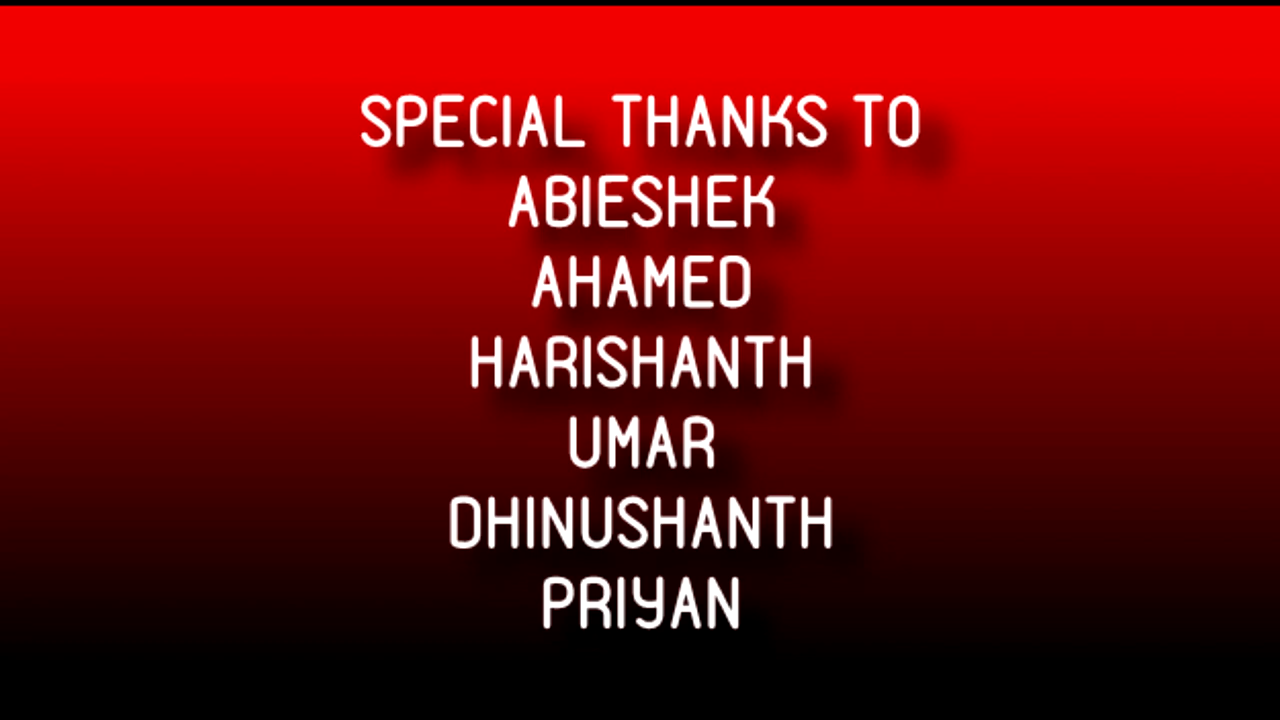 SPECIAL THANKS TO
ABIESHEK
AHAMED
HARISHANTH
UMAR
DHINUSHANTH
PRIYAN